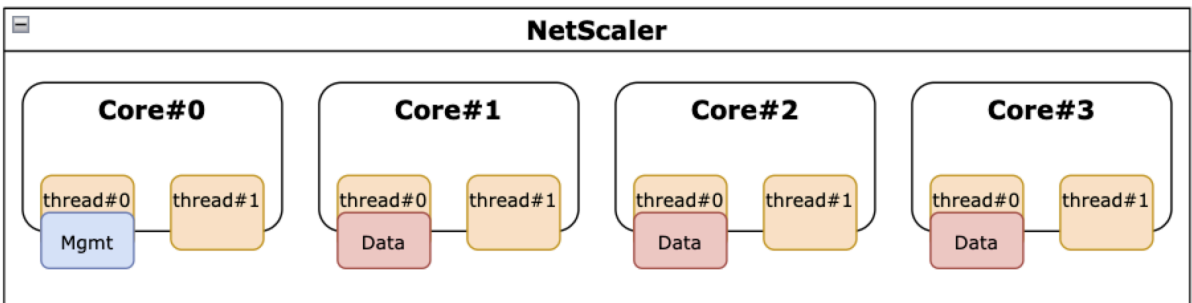 NetScaler
Core#0
Core#1
Core#2
Core#3
thread#0
thread#1
thread#0
thread#1
thread#0
thread#1
thread#0
thread#1
Mgmt
Data
Data
Data